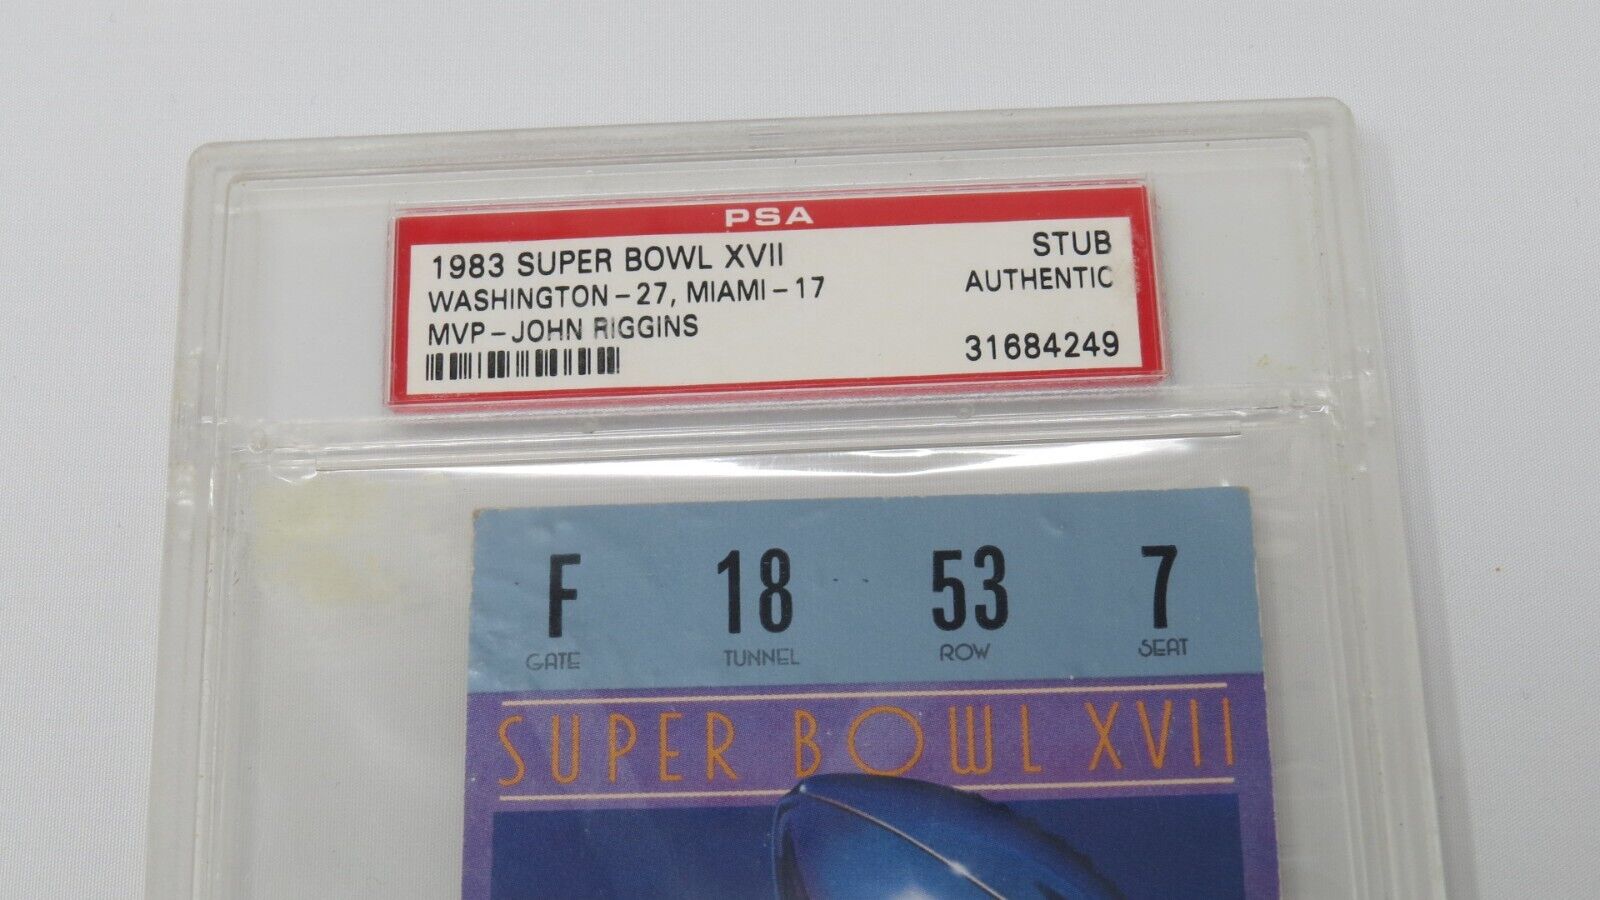 PSA
1983 SUPER BOWL XVII STUB
WASHINGTON - 27, MIAMI - 17 AUTHENTIC
MVP - JOHN RIGGINS
31684249
F 18 53 7
GATE TUNNEL ROW SEAT
SUPER BOWL XVII